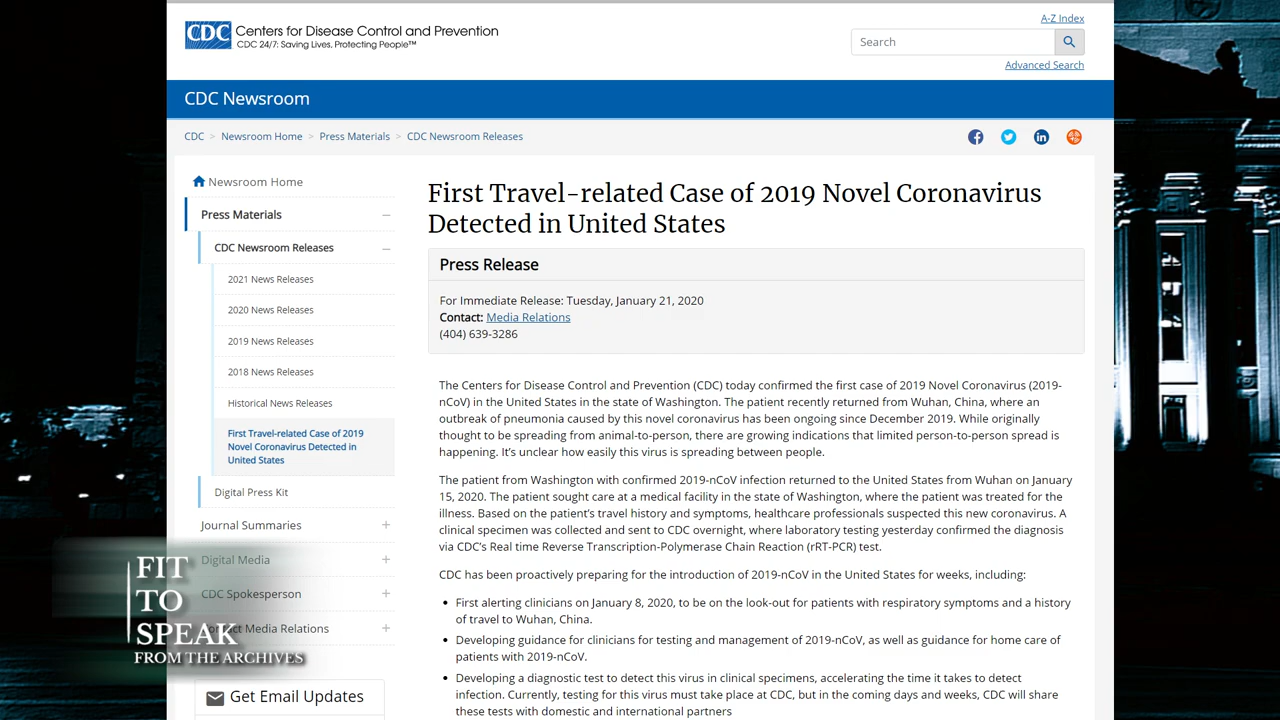 CDC Centers for Disease Control and Prevention
CDC 24/7: Saving Lives, Protecting People™
A-Z Index
Search
Advanced Search
CDC Newsroom
CDC > Newsroom Home > Press Materials > CDC Newsroom Releases
Newsroom Home
Press Materials
CDC Newsroom Releases
2021 News Releases
2020 News Releases
2019 News Releases
2018 News Releases
Historical News Releases
First Travel-related Case of 2019
Novel Coronavirus Detected in
United States
Digital Press Kit
Journal Summaries
Digital Media
CDC Spokesperson
Contact Media Relations
Get Email Updates
First Travel-related Case of 2019 Novel Coronavirus
Detected in United States
Press Release
For Immediate Release: Tuesday, January 21, 2020
Contact: Media Relations
(404) 639-3286
The Centers for Disease Control and Prevention (CDC) today confirmed the first case of 2019 Novel Coronavirus (2019-
nCoV) in the United States in the state of Washington. The patient recently returned from Wuhan, China, where an
outbreak of pneumonia caused by this novel coronavirus has been ongoing since December 2019. While originally
thought to be spreading from animal-to-person, there are growing indications that limited person-to-person spread is
happening. It's unclear how easily this virus is spreading between people.
The patient from Washington with confirmed 2019-nCoV infection returned to the United States from Wuhan on January
15, 2020. The patient sought care at a medical facility in the state of Washington, where the patient was treated for the
illness. Based on the patient's travel history and symptoms, healthcare professionals suspected this new coronavirus. A
clinical specimen was collected and sent to CDC overnight, where laboratory testing yesterday confirmed the diagnosis
via CDC's Real time Reverse Transcription-Polymerase Chain Reaction (rRT-PCR) test.
CDC has been proactively preparing for the introduction of 2019-nCoV in the United States for weeks, including:
• First alerting clinicians on January 8, 2020, to be on the look-out for patients with respiratory symptoms and a history
of travel to Wuhan, China.
• Developing guidance for clinicians for testing and management of 2019-nCoV, as well as guidance for home care of
patients with 2019-nCoV.
• Developing a diagnostic test to detect this virus in clinical specimens, accelerating the time it takes to detect
infection. Currently, testing for this virus must take place at CDC, but in the coming days and weeks, CDC will share
these tests with domestic and international partners
FIT
TO
SPEAK
FROM THE ARCHIVES